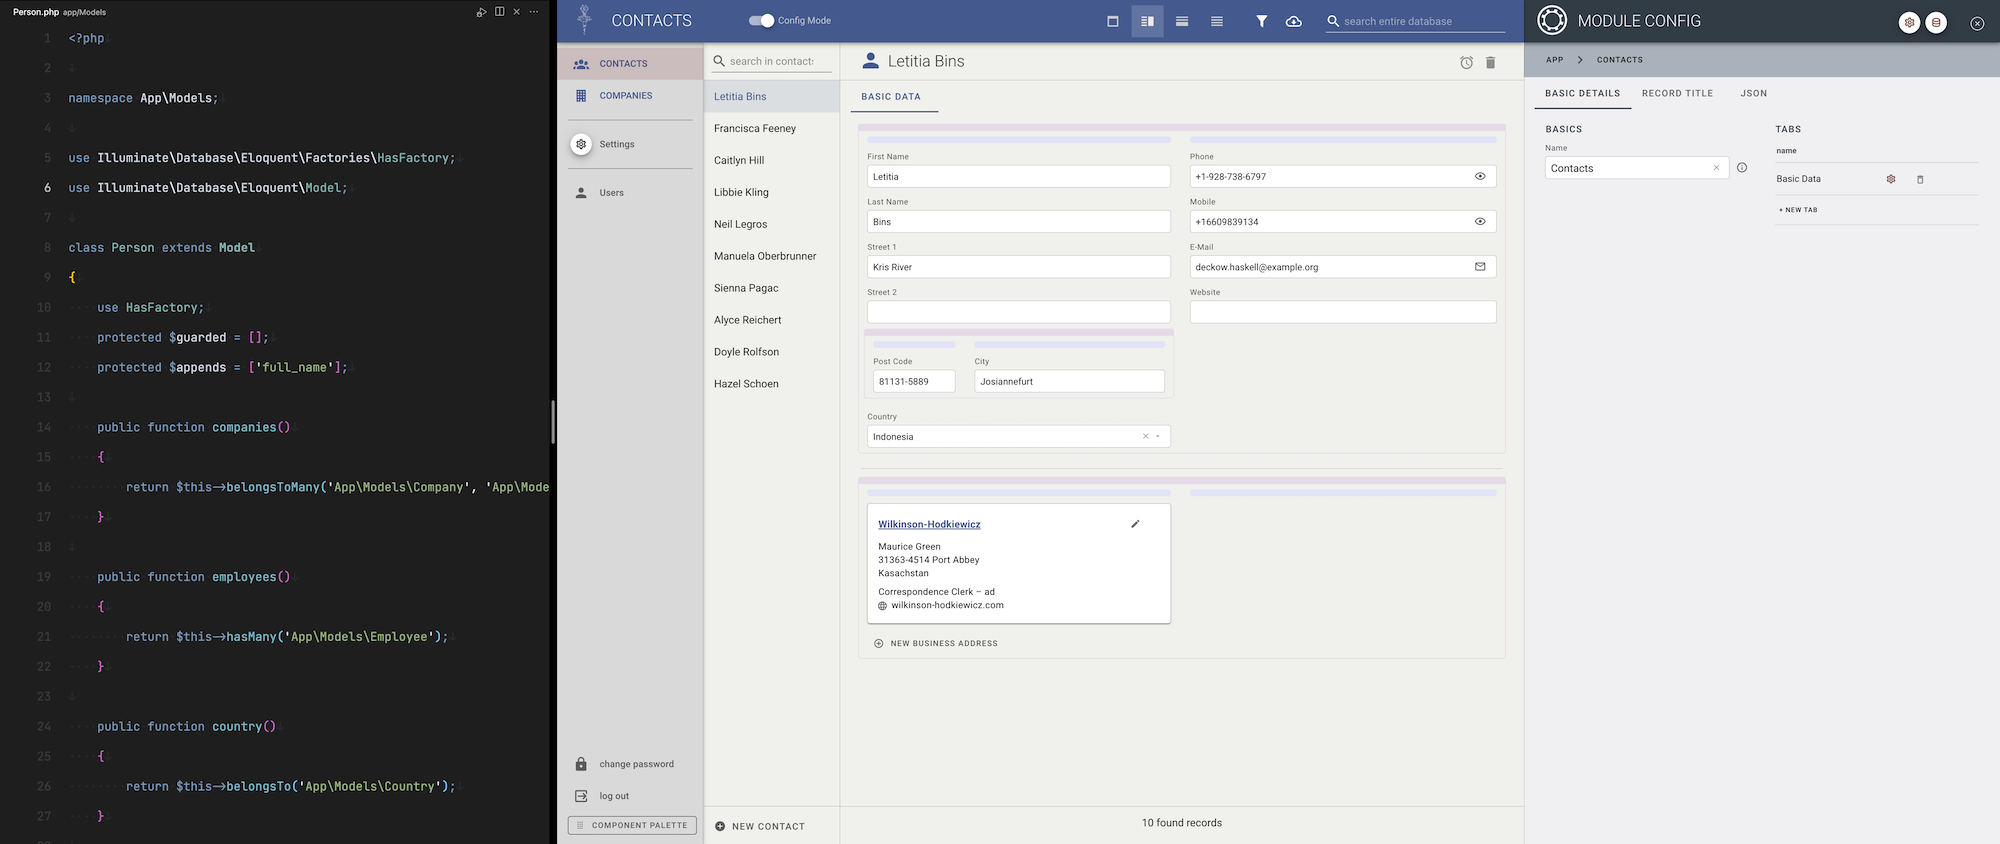 Person.php app/Models
1 <?php
2
3 namespace App\Models;
4
5 use Illuminate\Database\Eloquent\Factories\HasFactory;
6 use Illuminate\Database\Eloquent\Model;
7
8 class Person extends Model
9 {
10 use HasFactory;
11 protected $guarded = [];
12 protected $appends = ['full_name'];
13
14 public function companies()
15 {
16 return $this->belongsToMany('App\Models\Company', 'App\Mode
17 }
18
19 public function employees()
20 {
21 return $this->hasMany('App\Models\Employee');
22 }
23
24 public function country()
25 {
26 return $this->belongsTo('App\Models\Country');
27 }
CONTACTS
Config Mode
search entire database
CONTACTS
COMPANIES
Settings
Users
change password
log out
COMPONENT PALETTE
search in contact:
Letitia Bins
Francisca Feeney
Caitlyn Hill
Libbie Kling
Neil Legros
Manuela Oberbrunner
Sienna Pagac
Alyce Reichert
Doyle Rolfson
Hazel Schoen
NEW CONTACT
Letitia Bins
BASIC DATA
First Name
Letitia
Last Name
Bins
Street 1
Kris River
Street 2
Post Code
81131-5889
City
Josiannefurt
Country
Indonesia
Phone
+1-928-738-6797
Mobile
+16609839134
E-Mail
deckow.haskell@example.org
Website
Wilkinson-Hodkiewicz
Maurice Green
31363-4514 Port Abbey
Kasachstan
Correspondence Clerk – ad
wilkinson-hodkiewicz.com
NEW BUSINESS ADDRESS
10 found records
MODULE CONFIG
APP > CONTACTS
BASIC DETAILS
RECORD TITLE
JSON
BASICS
Name
Contacts
TABS
name
Basic Data
+ NEW TAB